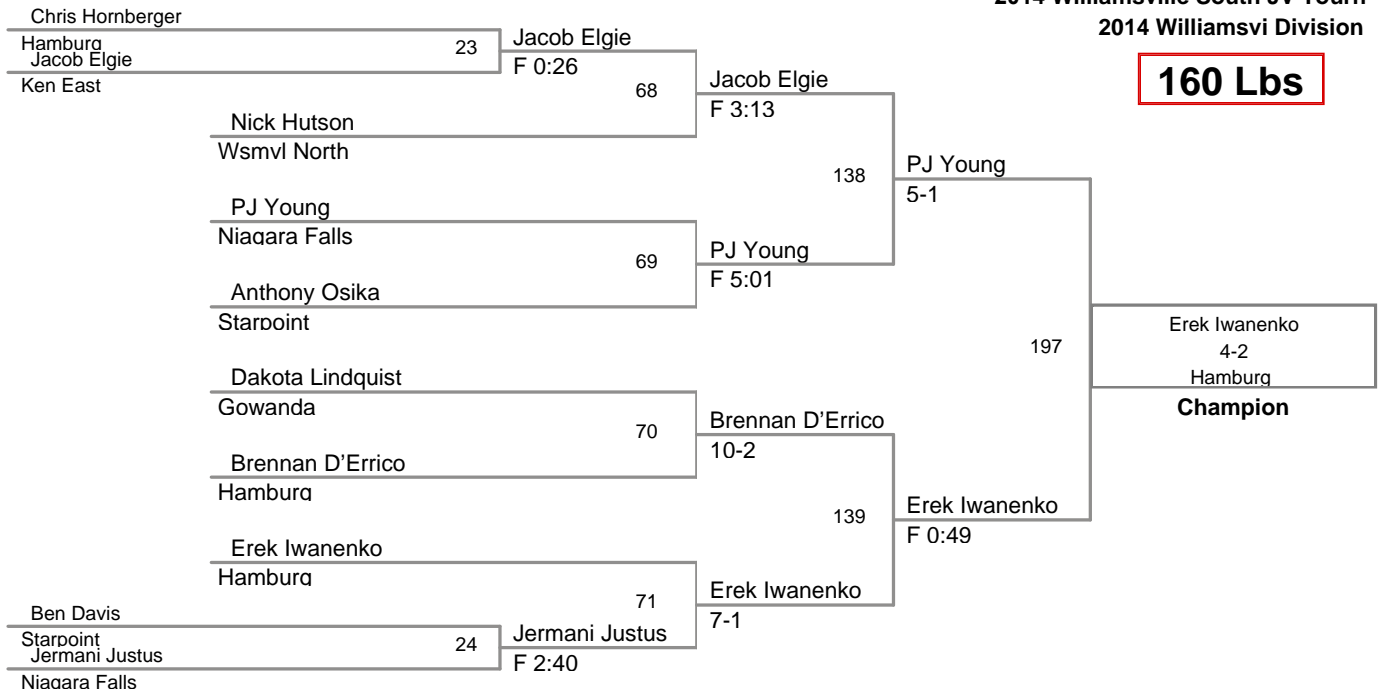 2014 Williamsville South JV Tourn
2014 Williamsvi Division
160 Lbs
Chris Hornberger
Hamburg
Jacob Elgie
Ken East
23
Jacob Elgie
F 0:26
68
Nick Hutson
Wsmvl North
Jacob Elgie
F 3:13
138
PJ Young
Niagara Falls
69
Anthony Osika
Starpoint
PJ Young
F 5:01
PJ Young
5-1
197
Erek Iwanenko
4-2
Hamburg
Champion
Dakota Lindquist
Gowanda
70
Brennan D'Errico
Hamburg
Brennan D'Errico
10-2
139
Erek Iwanenko
F 0:49
Erek Iwanenko
Hamburg
71
Erek Iwanenko
7-1
Ben Davis
Starpoint
Jermani Justus
Niagara Falls
24
Jermani Justus
F 2:40